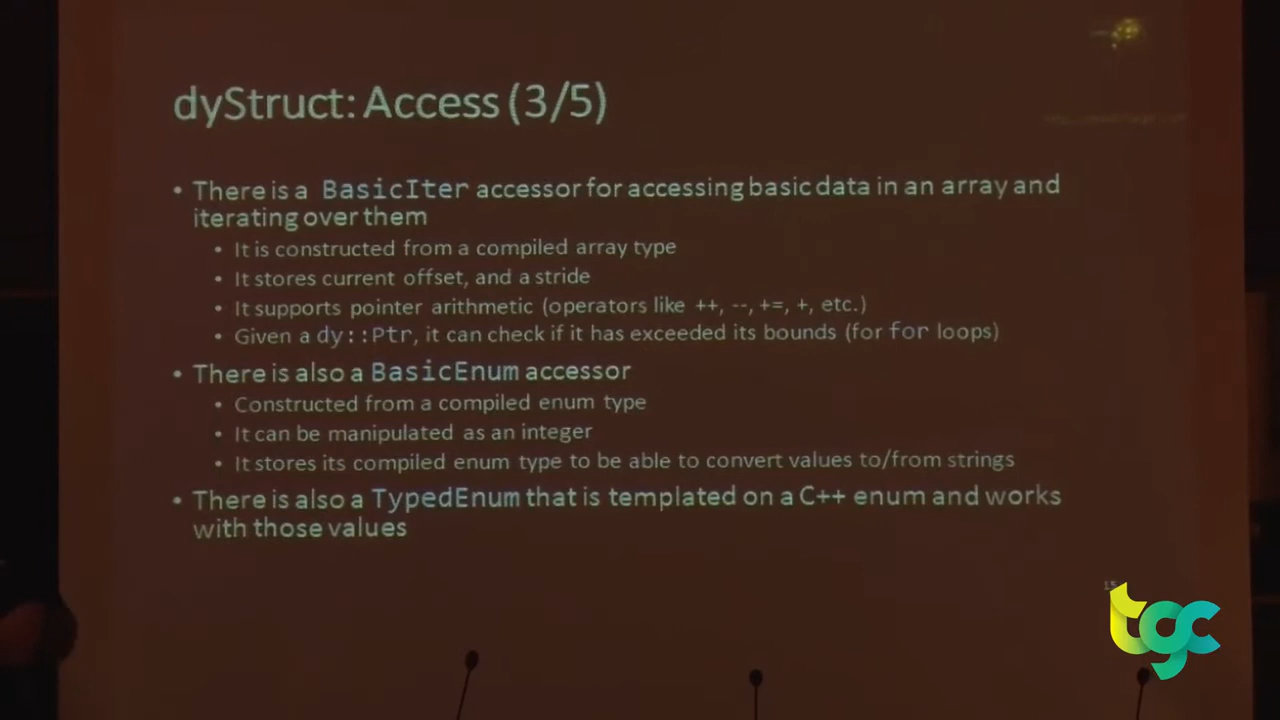 dyStruct: Access (3/5)
• There is a BasicIter accessor for accessing basic data in an array and
iterating over them
• It is constructed from a compiled array type
• It stores current offset, and a stride
• It supports pointer arithmetic (operators like ++, --, +=, +, etc.)
• Given a dy::Ptr, it can check if it has exceeded its bounds (for for loops)
• There is also a BasicEnum accessor
• Constructed from a compiled enum type
• It can be manipulated as an integer
• It stores its compiled enum type to be able to convert values to/from strings
• There is also a TypedEnum that is templated on a C++ enum and works
with those values
15
tgc